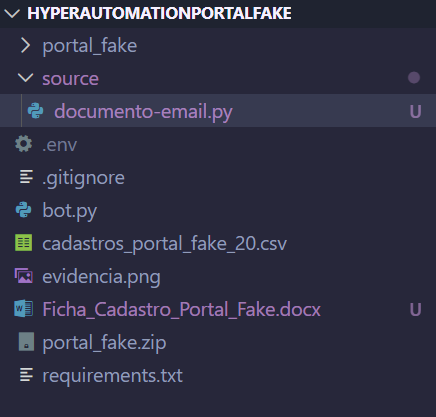 HYPERAUTOMATIONPORTALFAKE
portal_fake
source
documento-email.py U
.env
.gitignore
bot.py
cadastros_portal_fake_20.csv
evidencia.png
Ficha_Cadastro_Portal_Fake.docx U
portal_fake.zip
requirements.txt